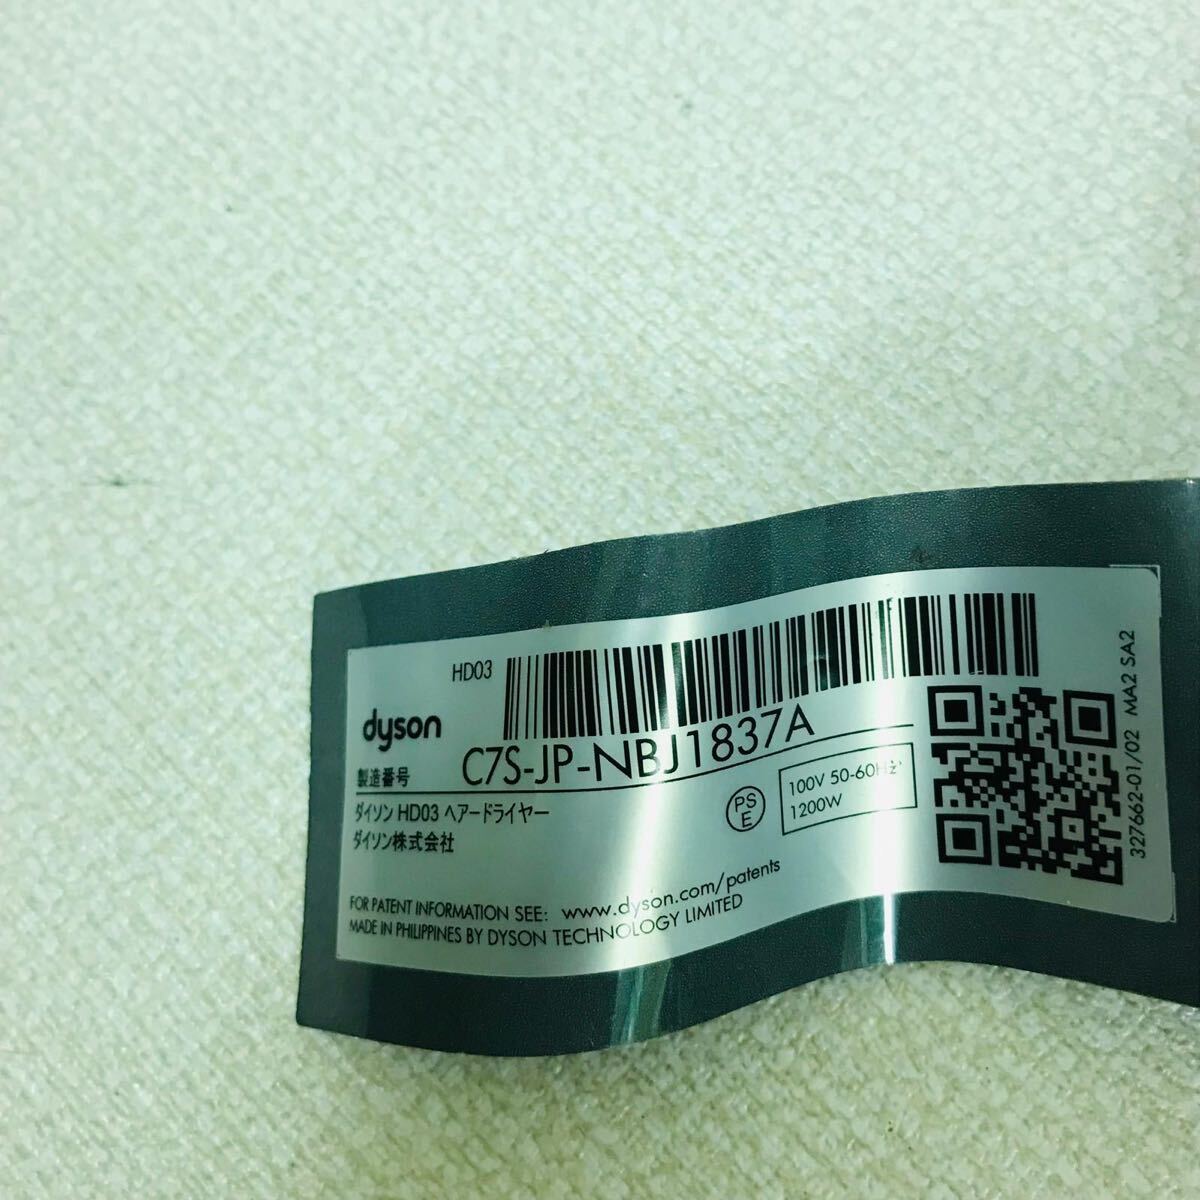 HD03
dyson
製造番号 C7S-JP-NBJ1837A
ダイソン HD03 ヘアードライヤー
ダイソン株式会社
PS
E
100V 50-60Hz
1200W
FOR PATENT INFORMATION SEE: www.dyson.com/patents
MADE IN PHILIPPINES BY DYSON TECHNOLOGY LIMITED
327662-01/02 MA2 SA2